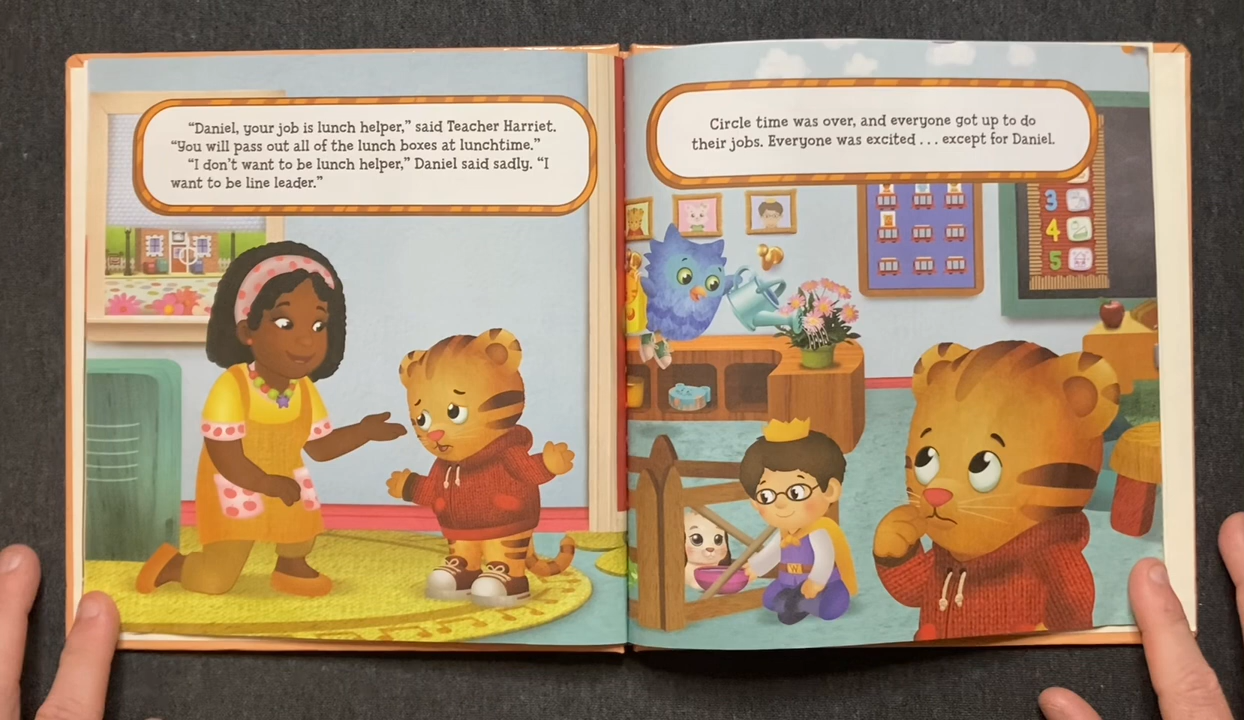 “Daniel, your job is lunch helper,” said Teacher Harriet.
“You will pass out all of the lunch boxes at lunchtime.”
“I don’t want to be lunch helper,” Daniel said sadly. “I
want to be line leader.”
Circle time was over, and everyone got up to do
their jobs. Everyone was excited . . . except for Daniel.
3
4
5
W